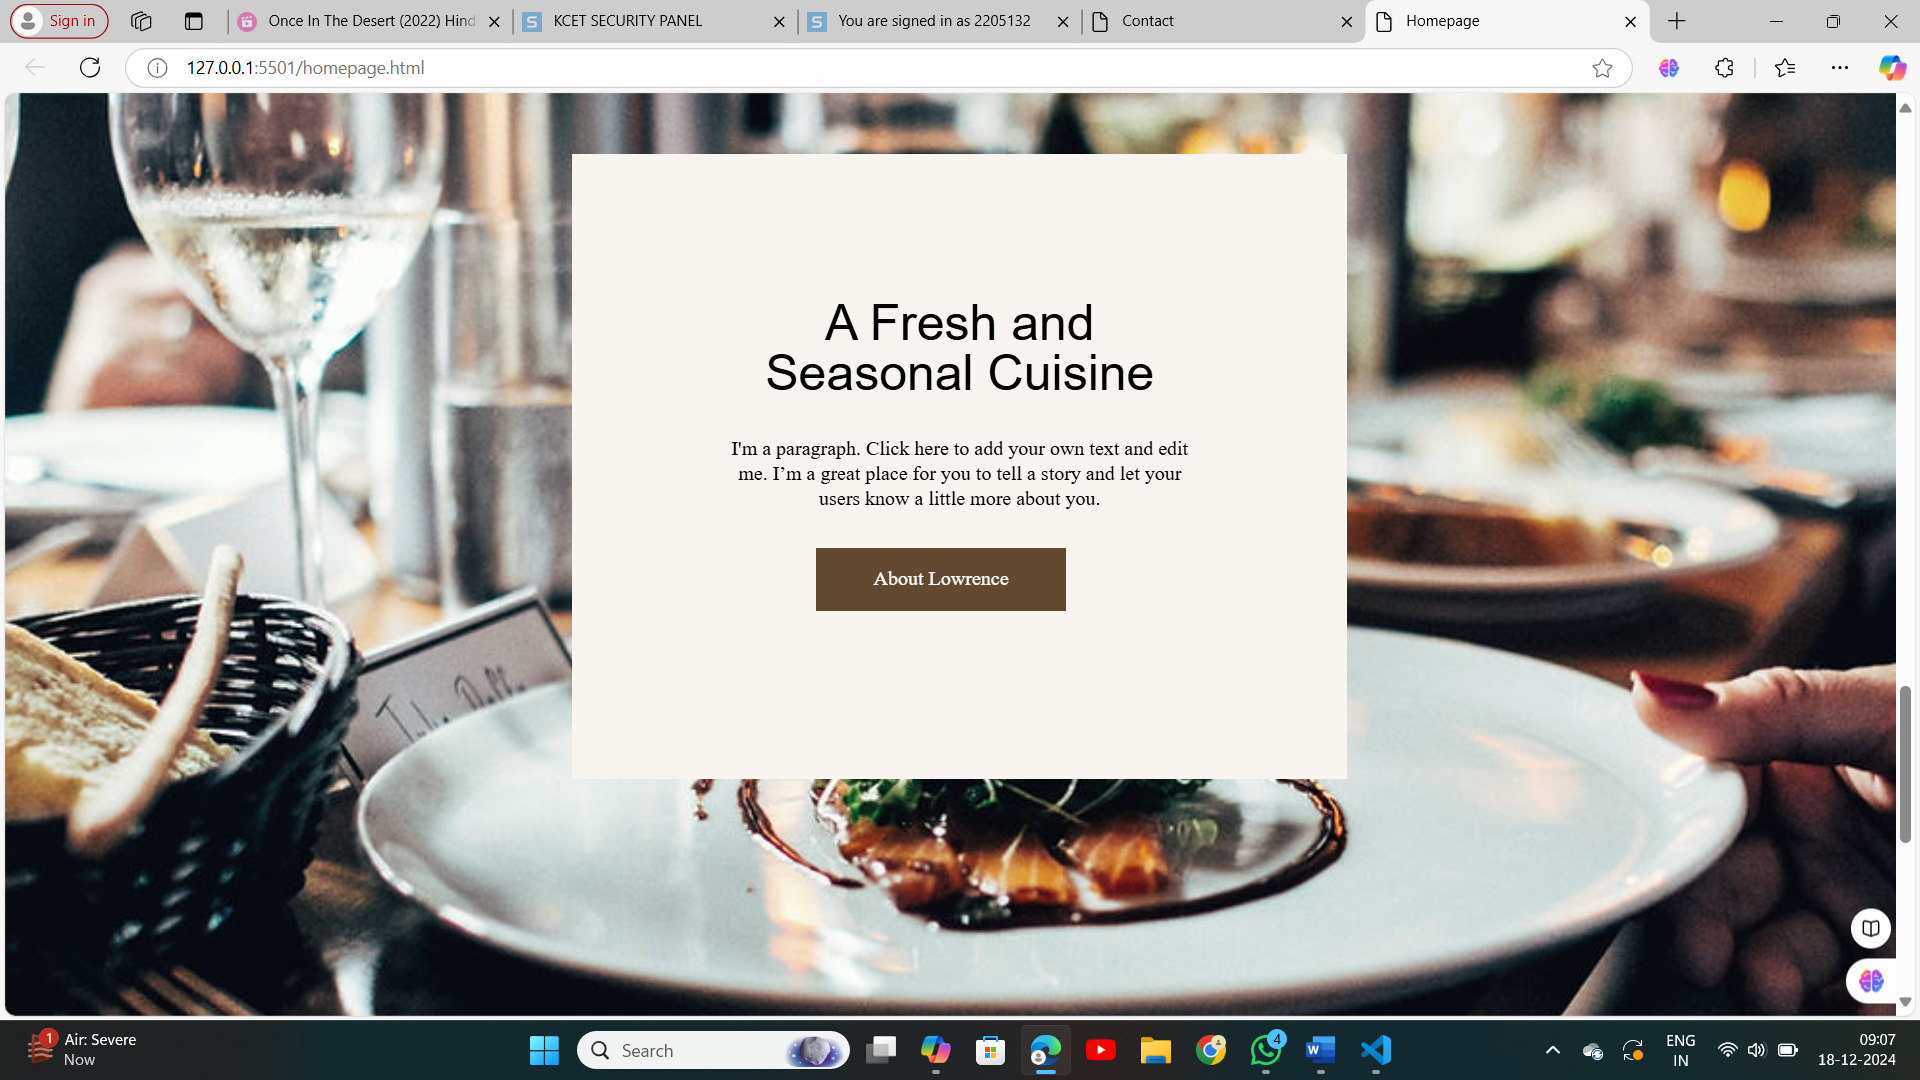 Sign in
Once In The Desert (2022) Hind
KCET SECURITY PANEL
You are signed in as 2205132
Contact
Homepage
127.0.0.1:5501/homepage.html
A Fresh and
Seasonal Cuisine
I'm a paragraph. Click here to add your own text and edit
me. I’m a great place for you to tell a story and let your
users know a little more about you.
About Lowrence
1
Air: Severe
Now
Search
4
ENG
IN
09:07
18-12-2024